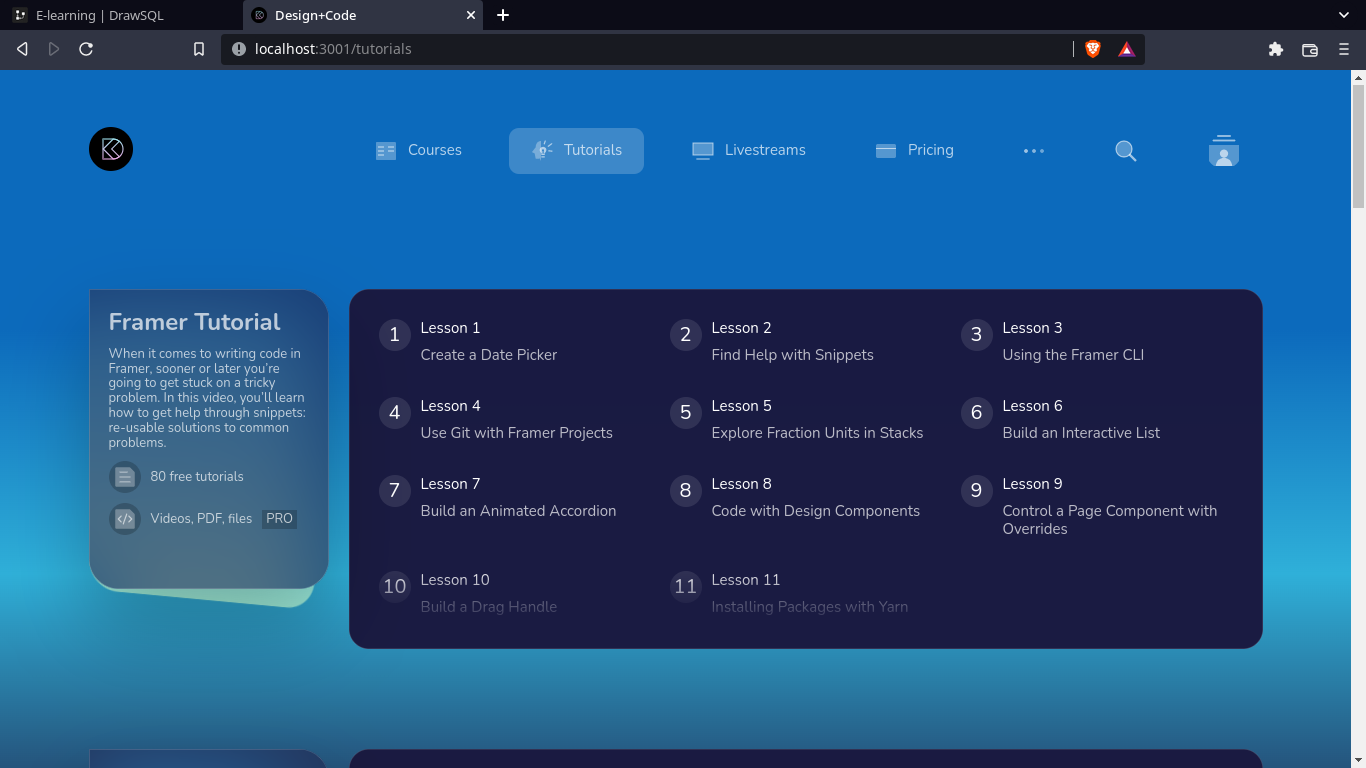 E-learning | DrawSQL
Design+Code
localhost:3001/tutorials
Courses
Tutorials
Livestreams
Pricing
Framer Tutorial
When it comes to writing code in
Framer, sooner or later you're
going to get stuck on a tricky
problem. In this video, you'll learn
how to get help through snippets:
re-usable solutions to common
problems.
80 free tutorials
Videos, PDF, files PRO
1 Lesson 1
Create a Date Picker
2 Lesson 2
Find Help with Snippets
3 Lesson 3
Using the Framer CLI
4 Lesson 4
Use Git with Framer Projects
5 Lesson 5
Explore Fraction Units in Stacks
6 Lesson 6
Build an Interactive List
7 Lesson 7
Build an Animated Accordion
8 Lesson 8
Code with Design Components
9 Lesson 9
Control a Page Component with
Overrides
10 Lesson 10
Build a Drag Handle
11 Lesson 11
Installing Packages with Yarn